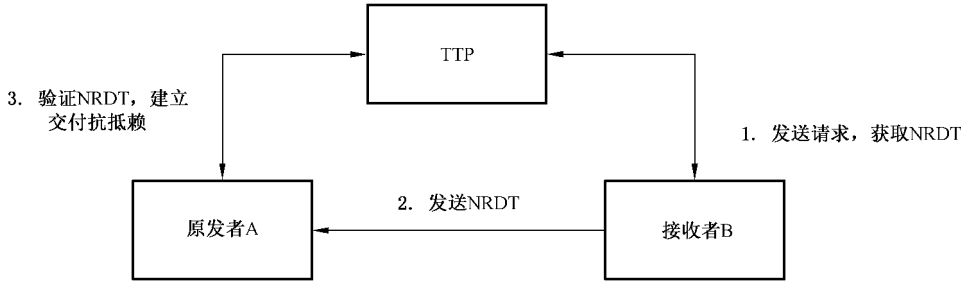 TTP
3. 验证NRDT，建立
交付抗抵赖
1. 发送请求，获取NRDT
2. 发送NRDT
原发者A
接收者B